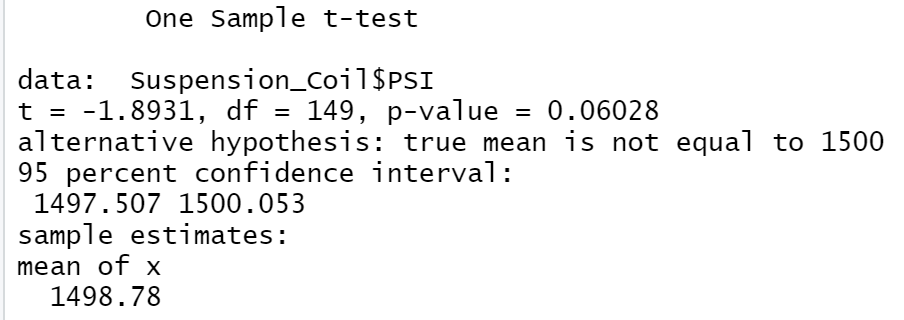 One Sample t-test
data:  Suspension_Coil$PSI
t = -1.8931, df = 149, p-value = 0.06028
alternative hypothesis: true mean is not equal to 1500
95 percent confidence interval:
1497.507 1500.053
sample estimates:
mean of x
1498.78